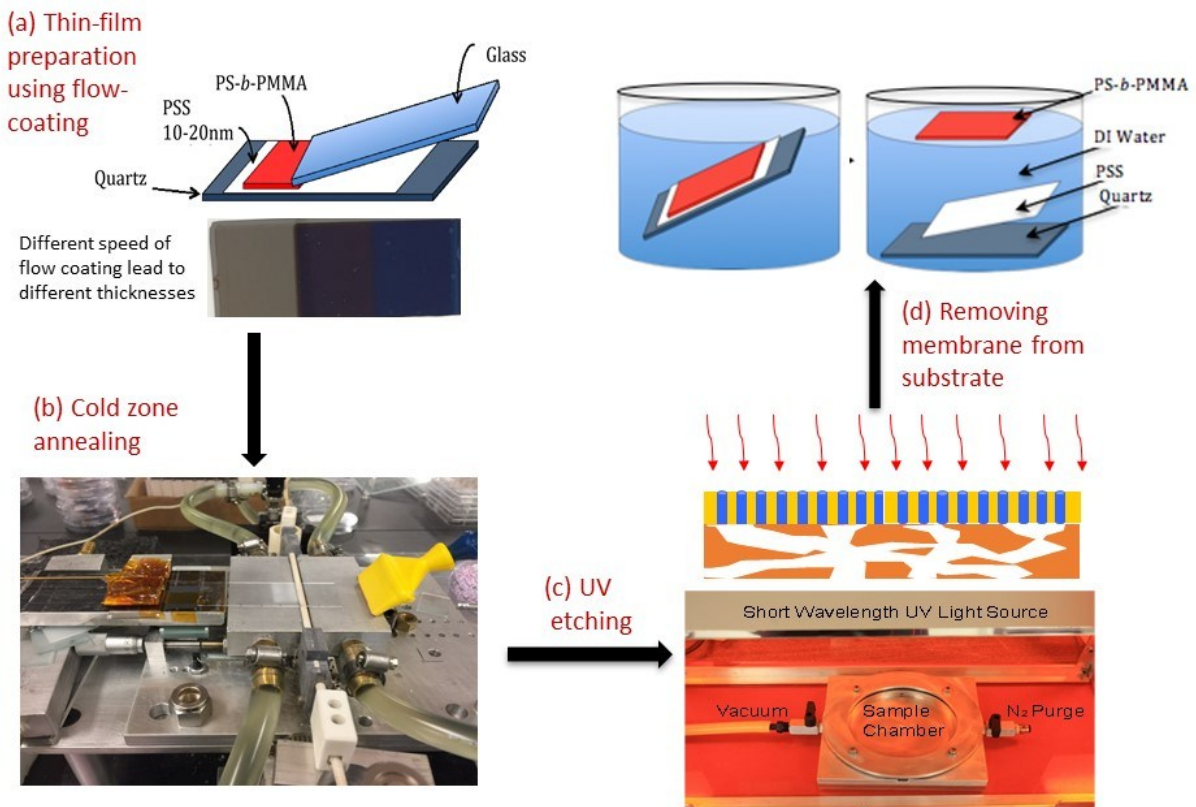 (a) Thin-film
preparation
using flow-
coating
Glass
PS-b-PMMA
PSS
10-20nm
Quartz
Different speed of
flow coating lead to
different thicknesses
(b) Cold zone
annealing
(c) UV
etching
Short Wavelength UV Light Source
Vacuum
Sample
Chamber
N₂ Purge
(d) Removing
membrane from
substrate
PS-b-PMMA
DI Water
PSS
Quartz